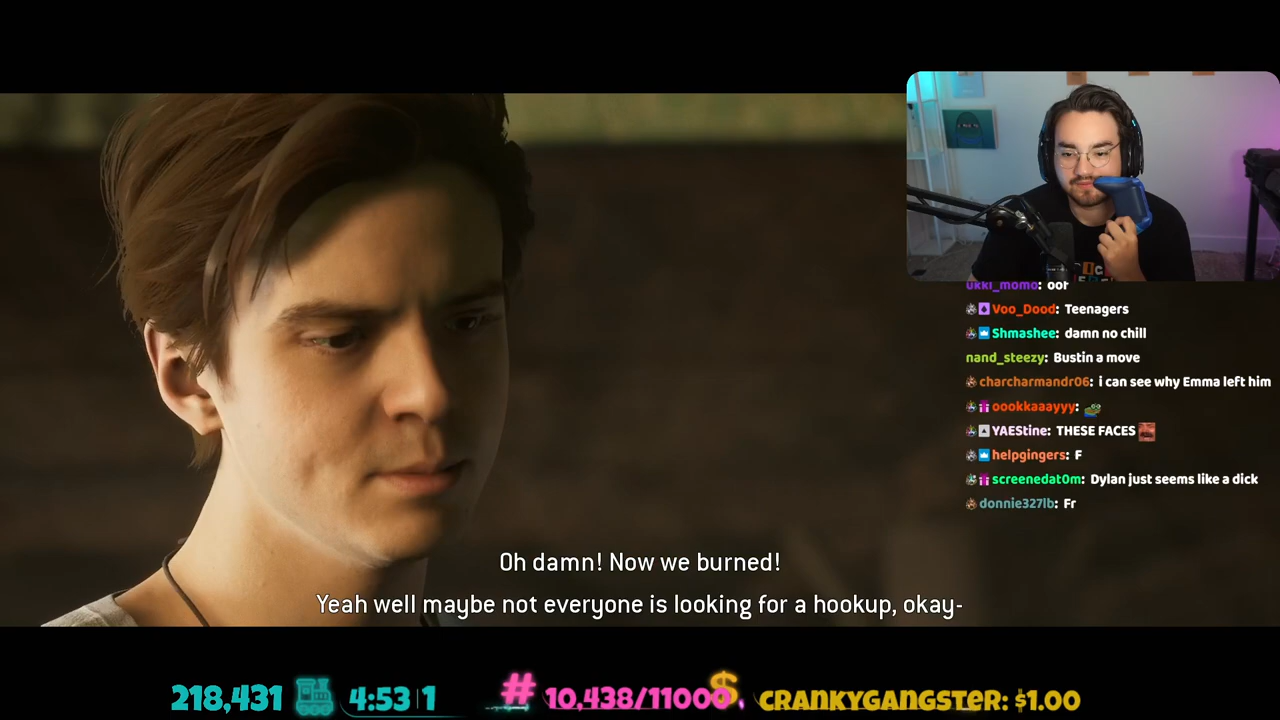 ukki_momo: oof
Voo_Dood: Teenagers
Shmashee: damn no chill
nand_steezy: Bustin a move
charcharmandr06: i can see why Emma left him
oookkaaayyy:
YAEStine: THESE FACES
helpgingers: F
screenedat0m: Dylan just seems like a dick
donnie327lb: Fr
Oh damn! Now we burned!
Yeah well maybe not everyone is looking for a hookup, okay-
218,431 4:53 1 # 10,438/11000 $ CRANKYGANGSTER: $1.00